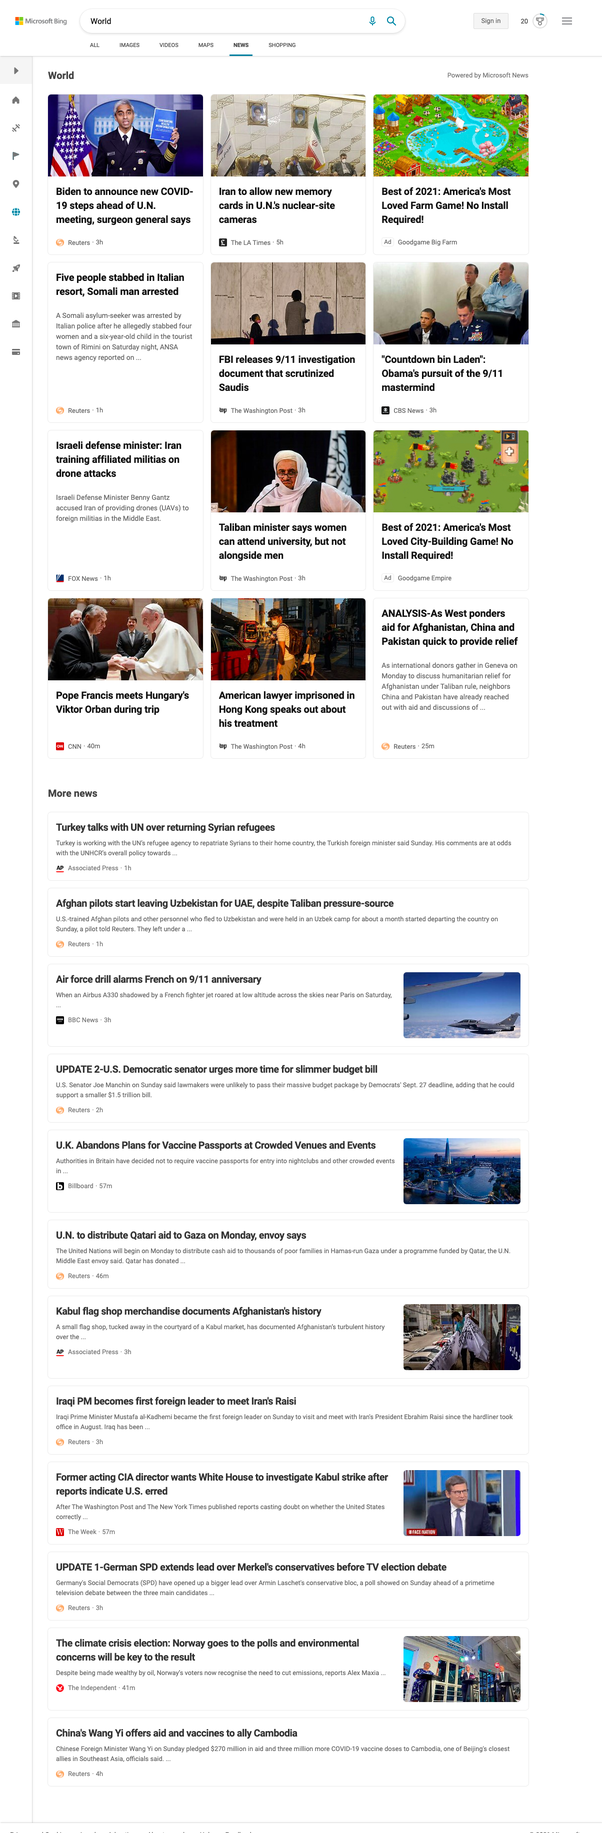 Microsoft Bing
World
Sign in
20
ALL
IMAGES
VIDEOS
MAPS
NEWS
SHOPPING
World
Powered by Microsoft News
Biden to announce new COVID-
19 steps ahead of U.N.
meeting, surgeon general says
Reuters · 3h
Iran to allow new memory
cards in U.N.'s nuclear-site
cameras
The LA Times · 5h
Best of 2021: America's Most
Loved Farm Game! No Install
Required!
Ad Goodgame Big Farm
Five people stabbed in Italian
resort, Somali man arrested
A Somali asylum-seeker was arrested by
Italian police after he allegedly stabbed four
women and a six-year-old child in the tourist
town of Rimini on Saturday night, ANSA
news agency reported on ...
Reuters · 1h
FBI releases 9/11 investigation
document that scrutinized
Saudis
wp The Washington Post · 3h
"Countdown bin Laden":
Obama's pursuit of the 9/11
mastermind
CBS News · 3h
Israeli defense minister: Iran
training affiliated militias on
drone attacks
Israeli Defense Minister Benny Gantz
accused Iran of providing drones (UAVs) to
foreign militias in the Middle East.
FOX News · 1h
Taliban minister says women
can attend university, but not
alongside men
wp The Washington Post · 3h
Best of 2021: America's Most
Loved City-Building Game! No
Install Required!
Ad Goodgame Empire
Pope Francis meets Hungary's
Viktor Orban during trip
CNN CNN · 40m
American lawyer imprisoned in
Hong Kong speaks out about
his treatment
wp The Washington Post · 4h
ANALYSIS-As West ponders
aid for Afghanistan, China and
Pakistan quick to provide relief
As international donors gather in Geneva on
Monday to discuss humanitarian relief for
Afghanistan under Taliban rule, neighbors
China and Pakistan have already reached
out with aid and discussions of ...
Reuters · 25m
More news
Turkey talks with UN over returning Syrian refugees
Turkey is working with the UN's refugee agency to repatriate Syrians to their home country, the Turkish foreign minister said Sunday. His comments are at odds
with the UNHCR's overall policy towards ...
AP Associated Press · 1h
Afghan pilots start leaving Uzbekistan for UAE, despite Taliban pressure-source
U.S.-trained Afghan pilots and other personnel who fled to Uzbekistan and were held in an Uzbek camp for about a month started departing the country on
Sunday, a pilot told Reuters. They left under a ...
Reuters · 1h
Air force drill alarms French on 9/11 anniversary
When an Airbus A330 shadowed by a French fighter jet roared at low altitude across the skies near Paris on Saturday,
...
BBC News · 3h
UPDATE 2-U.S. Democratic senator urges more time for slimmer budget bill
U.S. Senator Joe Manchin on Sunday said lawmakers were unlikely to pass their massive budget package by Democrats' Sept. 27 deadline, adding that he could
support a smaller $1.5 trillion bill.
Reuters · 2h
U.K. Abandons Plans for Vaccine Passports at Crowded Venues and Events
Authorities in Britain have decided not to require vaccine passports for entry into nightclubs and other crowded events
in ...
b Billboard · 57m
U.N. to distribute Qatari aid to Gaza on Monday, envoy says
The United Nations will begin on Monday to distribute cash aid to thousands of poor families in Hamas-run Gaza under a programme funded by Qatar, the U.N.
Middle East envoy said. Qatar has donated ...
Reuters · 46m
Kabul flag shop merchandise documents Afghanistan's history
A small flag shop, tucked away in the courtyard of a Kabul market, has documented Afghanistan's turbulent history
over the ...
AP Associated Press · 3h
Iraqi PM becomes first foreign leader to meet Iran's Raisi
Iraqi Prime Minister Mustafa al-Kadhemi became the first foreign leader on Sunday to visit and meet with Iran's President Ebrahim Raisi since the hardliner took
office in August. Iraq has been ...
Reuters · 3h
Former acting CIA director wants White House to investigate Kabul strike after
reports indicate U.S. erred
After The Washington Post and The New York Times published reports casting doubt on whether the United States
correctly ...
W The Week · 57m
FACE NATION
UPDATE 1-German SPD extends lead over Merkel's conservatives before TV election debate
Germany's Social Democrats (SPD) have opened up a bigger lead over Armin Laschet's conservative bloc, a poll showed on Sunday ahead of a primetime
television debate between the three main candidates ...
Reuters · 3h
The climate crisis election: Norway goes to the polls and environmental
concerns will be key to the result
Despite being made wealthy by oil, Norway's voters now recognise the need to cut emissions, reports Alex Maxia ...
The Independent · 41m
China's Wang Yi offers aid and vaccines to ally Cambodia
Chinese Foreign Minister Wang Yi on Sunday pledged $270 million in aid and three million more COVID-19 vaccine doses to Cambodia, one of Beijing's closest
allies in Southeast Asia, officials said. ...
Reuters · 4h